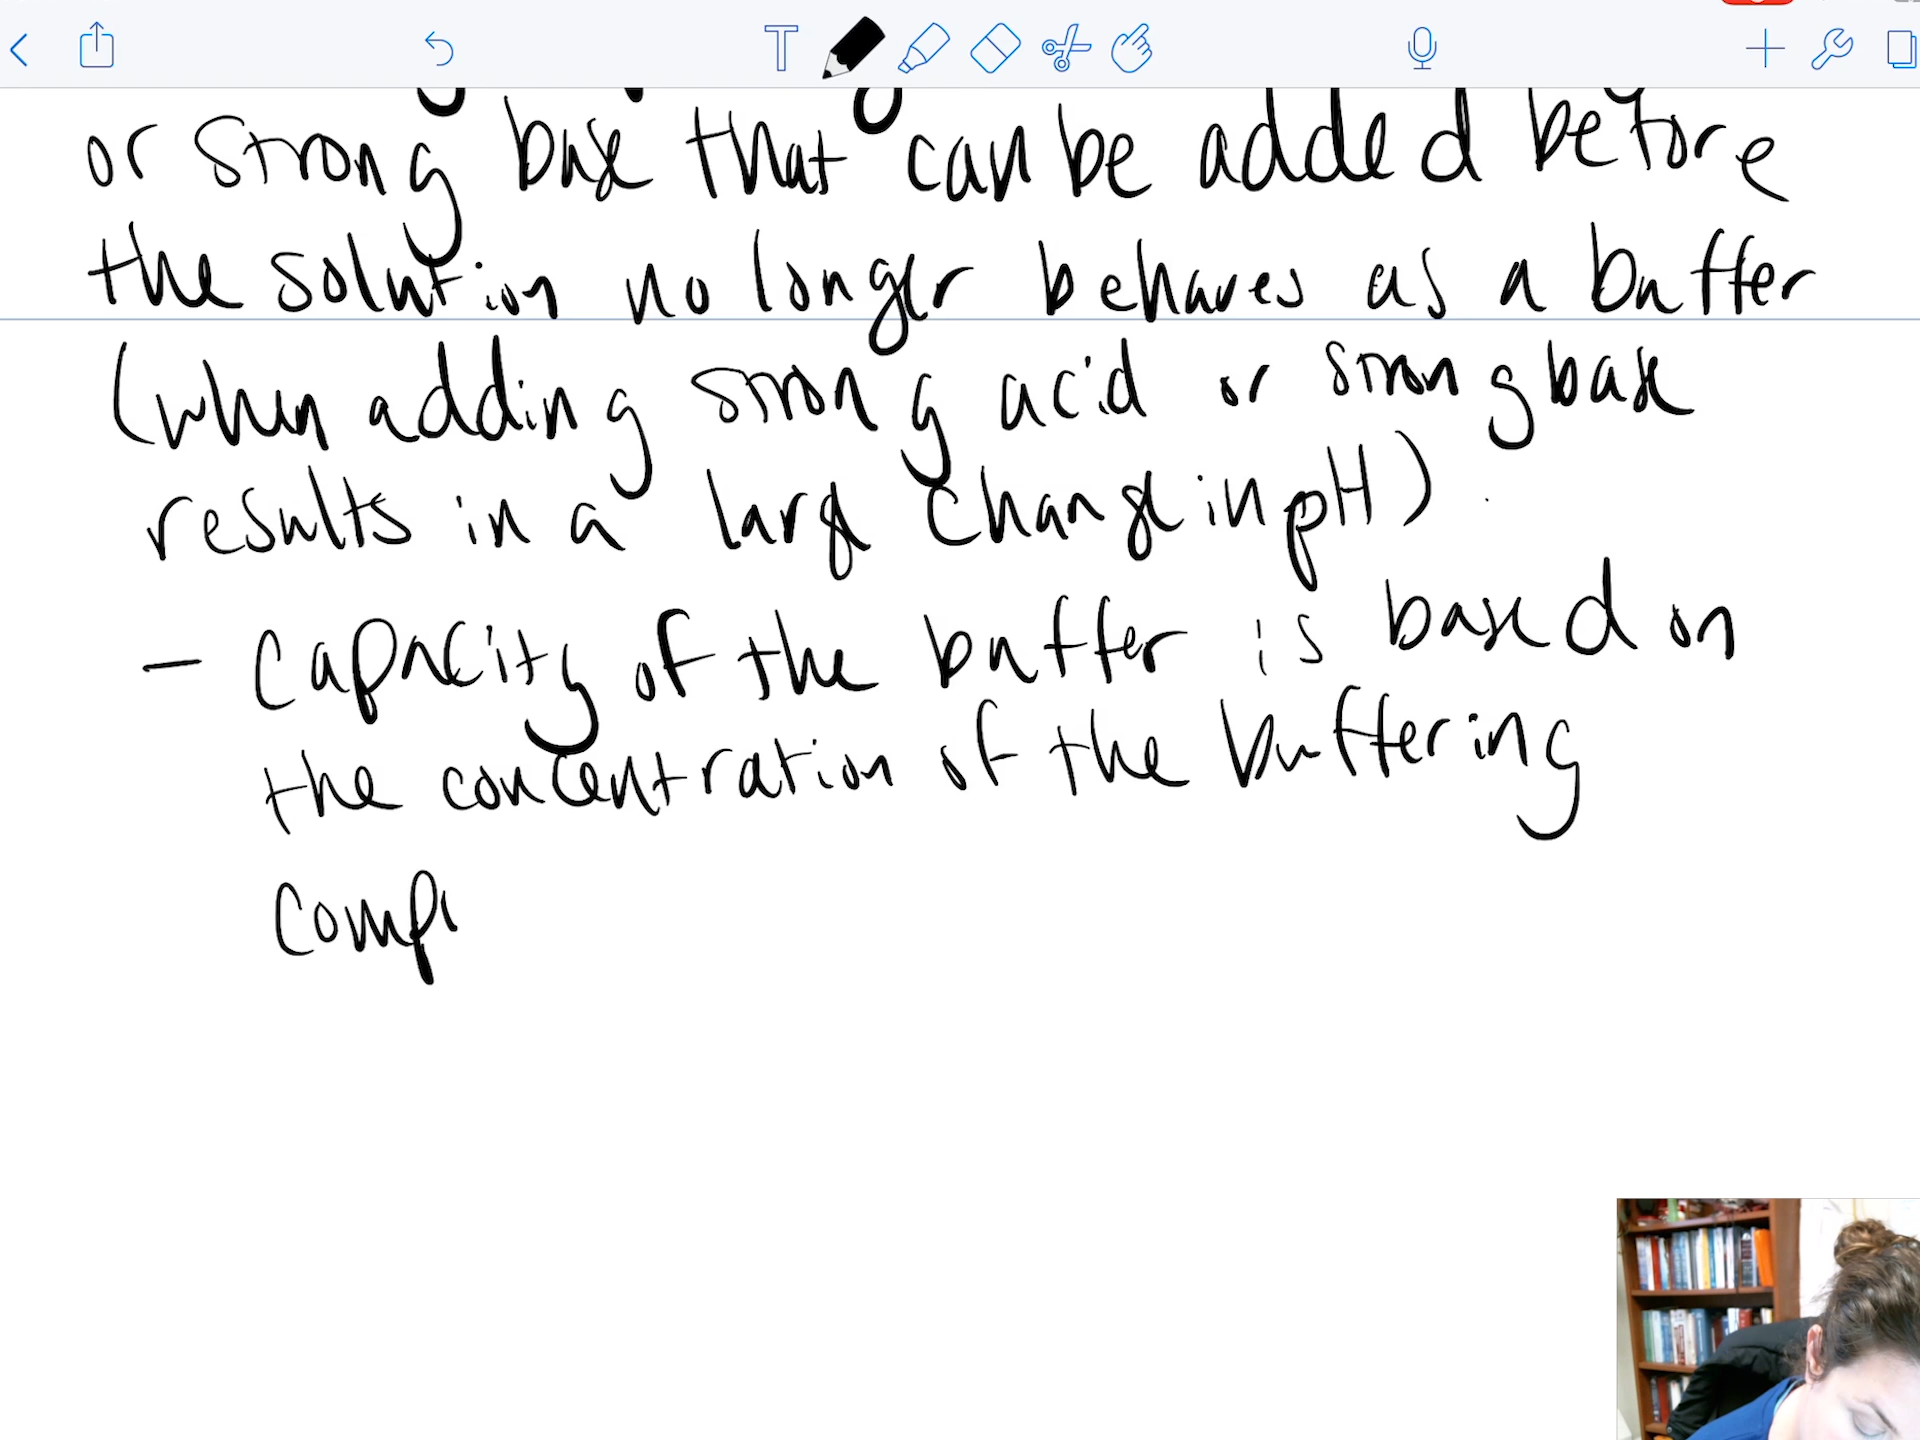 or strong base that can be added before
the solution no longer behaves as a buffer
(when adding strong acid or strong base
results in a large change in pH).
- Capacity of the buffer is based on
the concentration of the buffering
comp